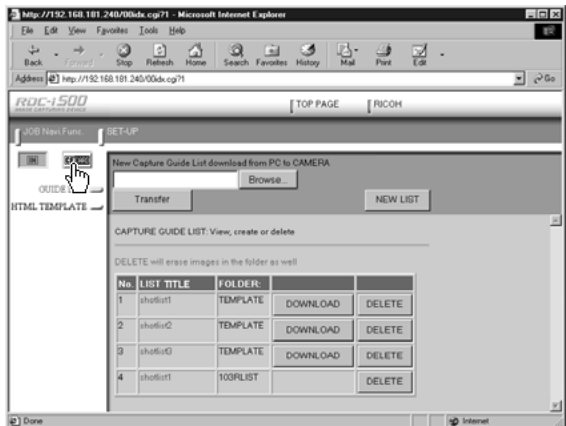 http://192.168.181.240/00idx.cgi?1 - Microsoft Internet Explorer
File Edit View Favorites Tools Help
Back Forward Stop Refresh Home Search Favorites History Mail Print Edit
Address http://192.168.181.240/00idx.cgi?1 Go
RDC-i500
IMAGE CAPTURING DEVICE
TOP PAGE RICOH
JOB Navi Func. SET-UP
GUIDE
HTML TEMPLATE
New Capture Guide List download from PC to CAMERA
Browse...
Transfer NEW LIST
CAPTURE GUIDE LIST: View, create or delete
DELETE will erase images in the folder as well
No. LIST TITLE FOLDER:
1 shotlist1 TEMPLATE DOWNLOAD DELETE
2 shotlist2 TEMPLATE DOWNLOAD DELETE
3 shotlist3 TEMPLATE DOWNLOAD DELETE
4 shotlist1 103RLIST DELETE
Done Internet